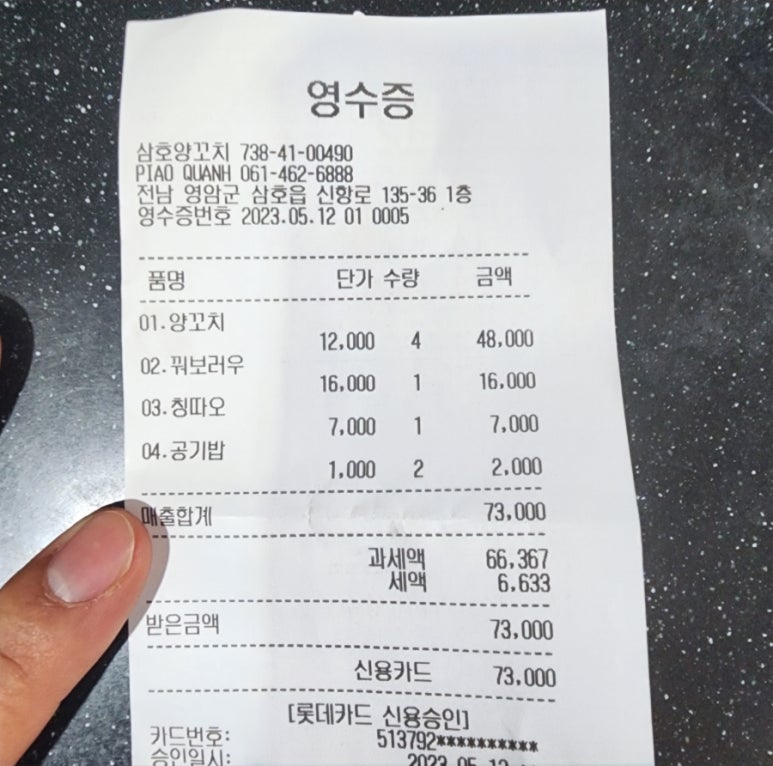 영수증
삼호양꼬치 738-41-00490
PIAO QUANH 061-462-6888
전남 영암군 삼호읍 신항로 135-36 1층
영수증번호 2023.05.12 01 0005
품명 단가 수량 금액
01.양꼬치
12,000 4 48,000
02.꿔보러우
16,000 1 16,000
03.칭따오
7,000 1 7,000
04.공기밥
1,000 2 2,000
매출합계 73,000
과세액 66,367
세액 6,633
받은금액 73,000
신용카드 73,000
[롯데카드 신용승인]
카드번호: 513792**********
승인일시: 2023.05.12